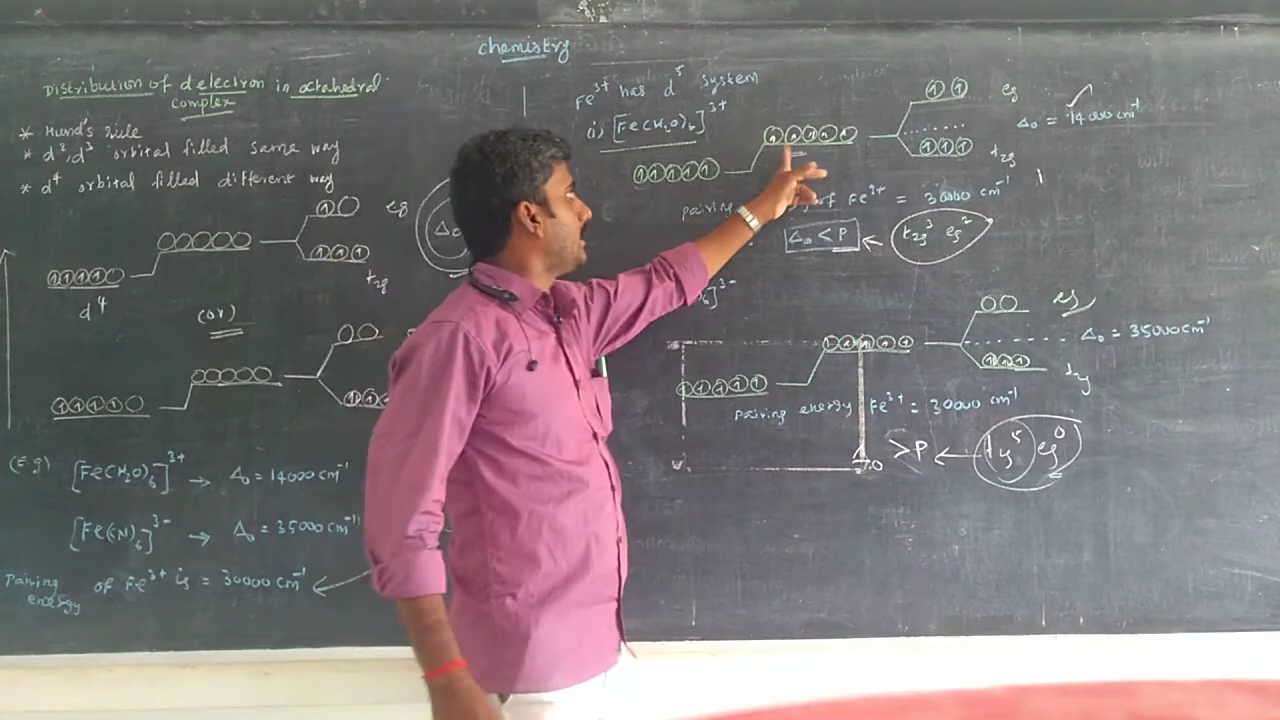 chemistry
Distribution of d electron in octahedral
complex
* Hund's rule
* d², d³ orbital filled same way
* d⁴ orbital filled different way
eg
t₂g
d⁴
(or)
(E.g) [Fe(H₂O)₆]³⁺ → Δ₀ = 14000 cm⁻¹
[Fe(CN)₆]³⁻ → Δ₀ = 35000 cm⁻¹
Pairing energy of Fe³⁺ is = 30000 cm⁻¹
Δ₀
Fe³⁺ has d⁵ system
i) [Fe(H₂O)₆]³⁺
eg
t₂g
Δ₀ = 14000 cm⁻¹
pairing of Fe³⁺ = 30000 cm⁻¹
Δ₀ < P ← t₂g³ eg²
]³⁻
eg
Δ₀ = 35000 cm⁻¹
t₂g
pairing energy Fe³⁺ = 30000 cm⁻¹
> P ← eg⁰